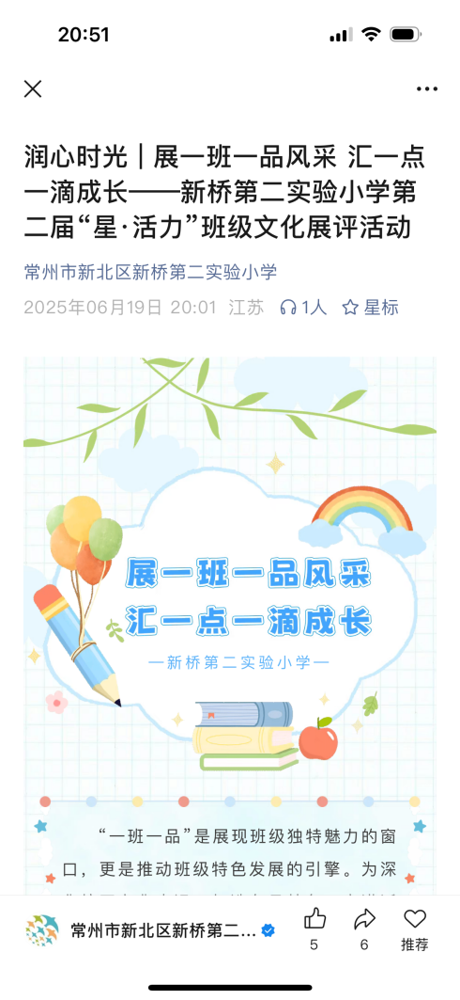 20:51
润心时光 | 展一班一品风采 汇一点
一滴成长——新桥第二实验小学第
二届“星·活力”班级文化展评活动
常州市新北区新桥第二实验小学
2025年06月19日 20:01 江苏 1人 星标
展一班一品风采
汇一点一滴成长
—新桥第二实验小学—
“一班一品”是展现班级独特魅力的窗
口，更是推动班级特色发展的引擎。为深
常州市新北区新桥第二...
5
6
推荐